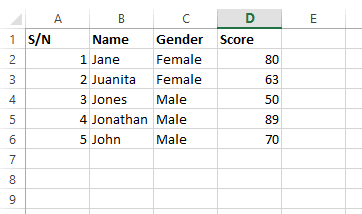 A B C D E
1 S/N Name Gender Score
2 1 Jane Female 80
3 2 Juanita Female 63
4 3 Jones Male 50
5 4 Jonathan Male 89
6 5 John Male 70
7
8
9